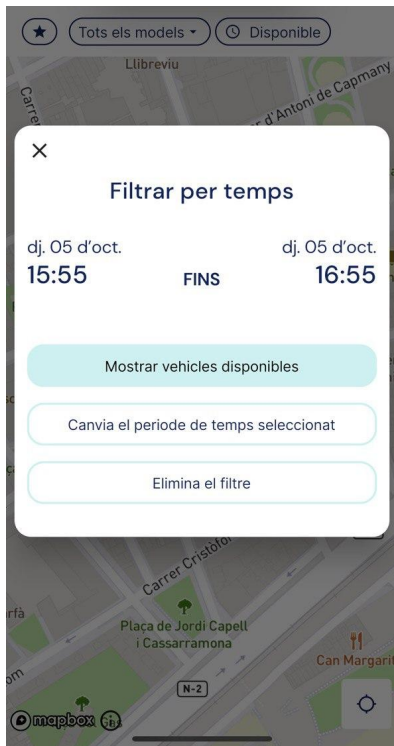 Tots els models
Disponible
Llibreviu
d'Antoni de Capmany
Filtrar per temps
dj. 05 d'oct.
15:55
FINS
dj. 05 d'oct.
16:55
Mostrar vehicles disponibles
Canvia el periode de temps seleccionat
Elimina el filtre
Carrer Cristòfor
Plaça de Jordi Capell
i Cassarramona
Can Margarit
N-2
mapbox